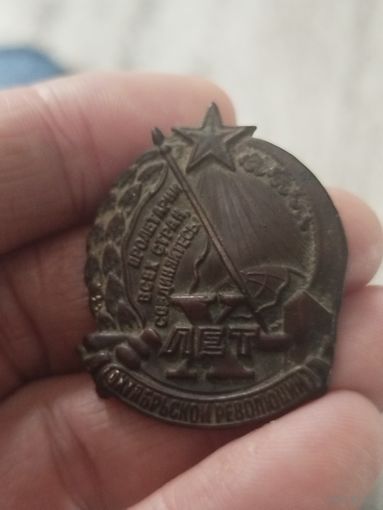 ПРОЛЕТАРИИ
ВСЕХ СТРАН,
СОЕДИНЯЙТЕСЬ
X
ЛЕТ
ОКТЯБРЬСКОЙ РЕВОЛЮЦИИ